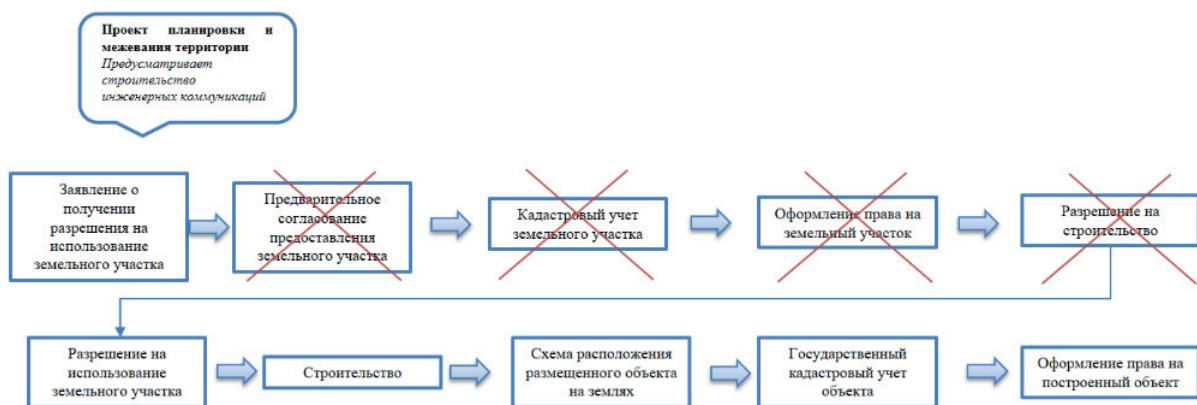 Проект планировки и
межевания территории
Предусматривает
строительство
инженерных коммуникаций
Заявление о
получении
разрешения на
использование
земельного участка
Предварительное
согласование
предоставления
земельного участка
Кадастровый учет
земельного участка
Оформление права на
земельный участок
Разрешение на
строительство
Разрешение на
использование
земельного участка
Строительство
Схема расположения
размещенного объекта
на землях
Государственный
кадастровый учет
объекта
Оформление права на
построенный объект